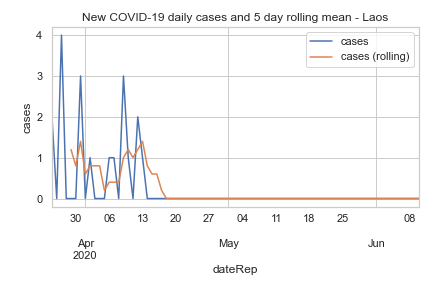 New COVID-19 daily cases and 5 day rolling mean - Laos
cases
cases (rolling)
4
3
2
1
0
cases
30 06 13 20 27 04 11 18 25 08
Apr May Jun
2020
dateRep